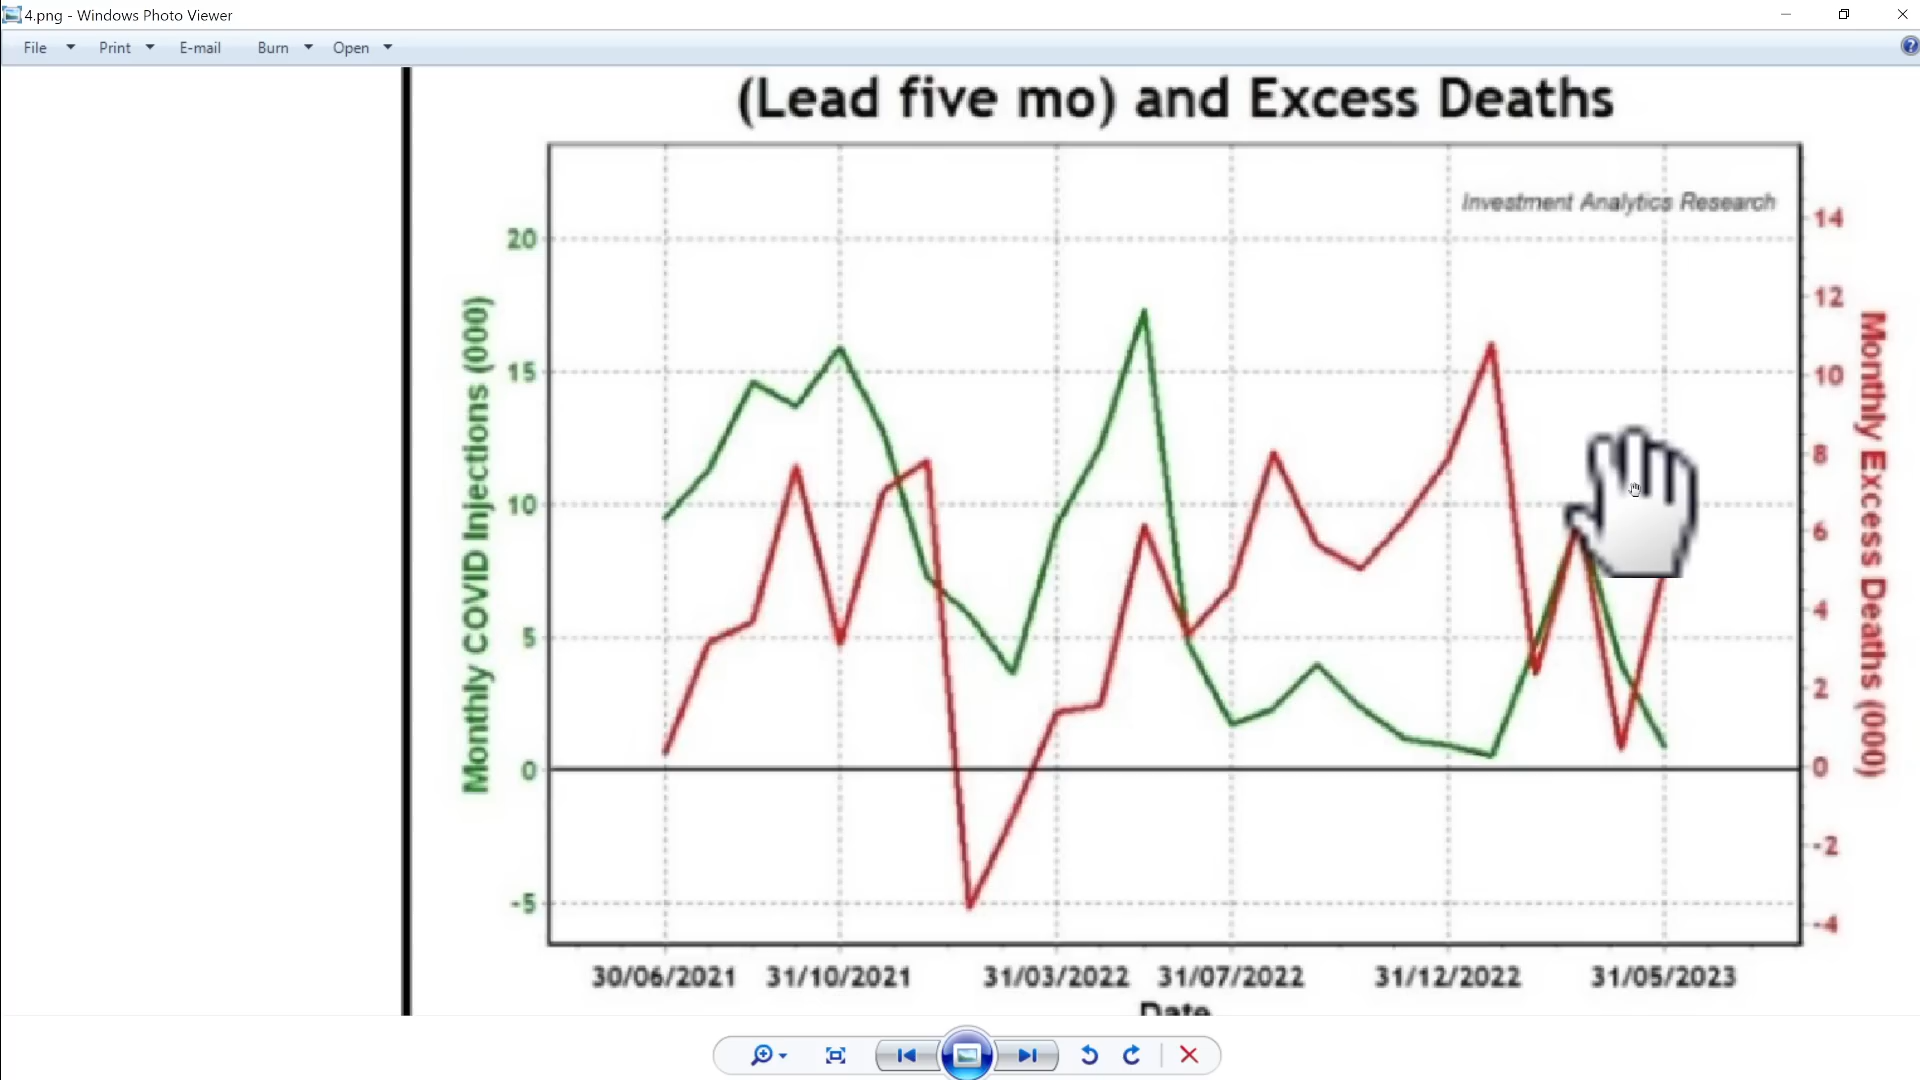 4.png - Windows Photo Viewer
File Print E-mail Burn Open
(Lead five mo) and Excess Deaths
Investment Analytics Research
Monthly COVID Injections (000)
20
15
10
5
0
-5
14
12
10
8
6
4
2
0
-2
-4
Monthly Excess Deaths (000)
30/06/2021 31/10/2021 31/03/2022 31/07/2022 31/12/2022 31/05/2023
Date